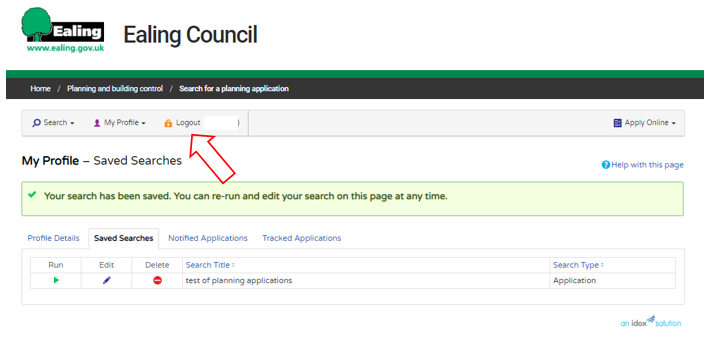 Ealing
www.ealing.gov.uk
Ealing Council
Home / Planning and building control / Search for a planning application
Search My Profile Logout ) Apply Online
My Profile – Saved Searches
Help with this page
Your search has been saved. You can re-run and edit your search on this page at any time.
Profile Details Saved Searches Notified Applications Tracked Applications
Run Edit Delete Search Title Search Type
test of planning applications Application
an idox solution